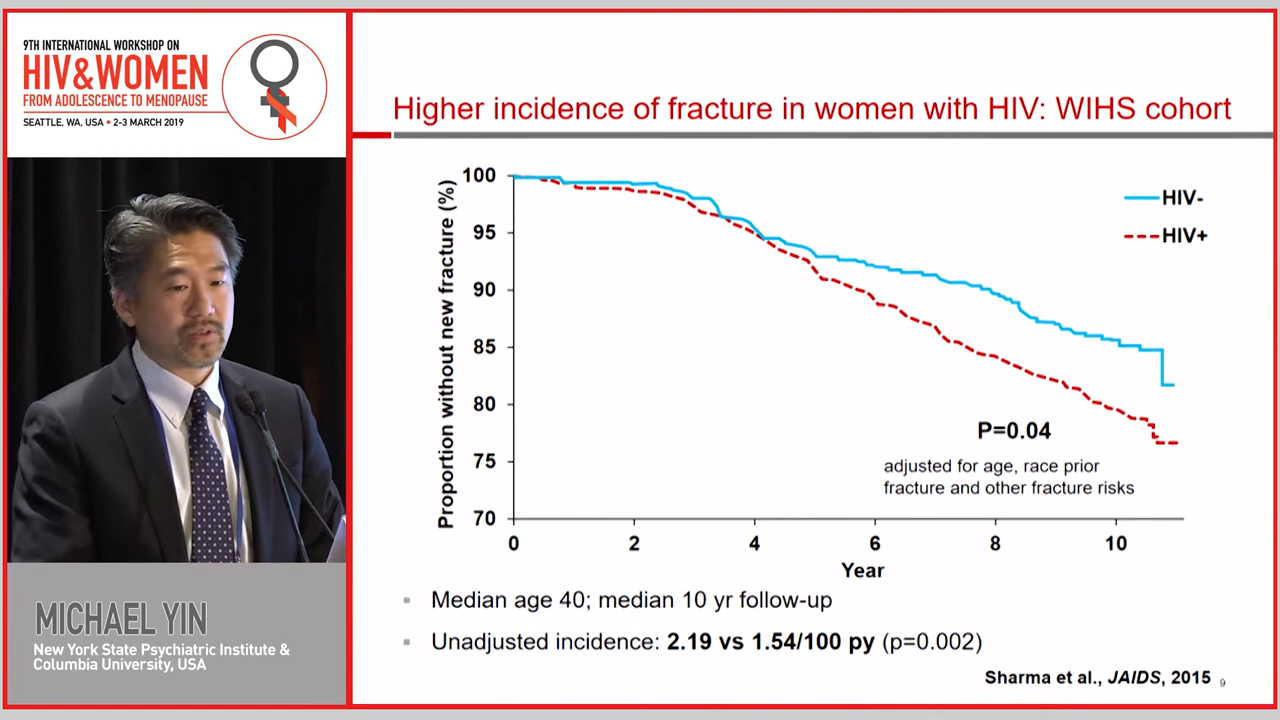 9TH INTERNATIONAL WORKSHOP ON
HIV&WOMEN
FROM ADOLESCENCE TO MENOPAUSE
SEATTLE, WA, USA • 2-3 MARCH 2019
MICHAEL YIN
New York State Psychiatric Institute &
Columbia University, USA
Higher incidence of fracture in women with HIV: WIHS cohort
Proportion without new fracture (%)
100
95
90
85
80
75
70
0 2 4 6 8 10
Year
HIV-
HIV+
P=0.04
adjusted for age, race prior
fracture and other fracture risks
▪ Median age 40; median 10 yr follow-up
▪ Unadjusted incidence: 2.19 vs 1.54/100 py (p=0.002)
Sharma et al., JAIDS, 2015
9